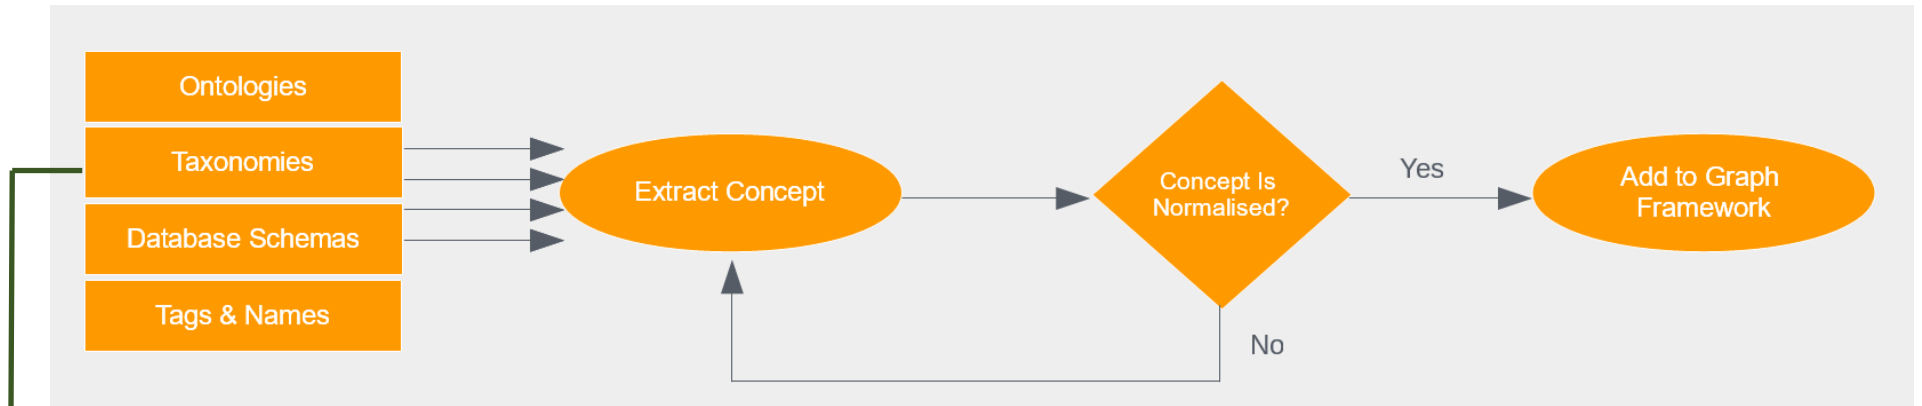 Ontologies
Taxonomies
Database Schemas
Tags & Names
Extract Concept
Concept Is
Normalised?
Yes
No
Add to Graph
Framework